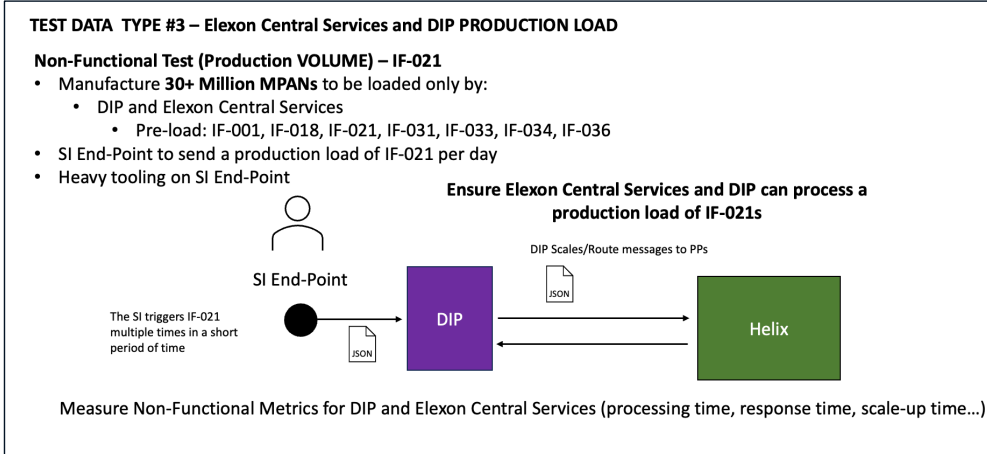 TEST DATA  TYPE #3 – Elexon Central Services and DIP PRODUCTION LOAD
Non-Functional Test (Production VOLUME) – IF-021
• Manufacture 30+ Million MPANs to be loaded only by:
• DIP and Elexon Central Services
• Pre-load: IF-001, IF-018, IF-021, IF-031, IF-033, IF-034, IF-036
• SI End-Point to send a production load of IF-021 per day
• Heavy tooling on SI End-Point
Ensure Elexon Central Services and DIP can process a
production load of IF-021s
DIP Scales/Route messages to PPs
SI End-Point
JSON
The SI triggers IF-021
multiple times in a short
period of time
DIP
Helix
JSON
Measure Non-Functional Metrics for DIP and Elexon Central Services (processing time, response time, scale-up time…)